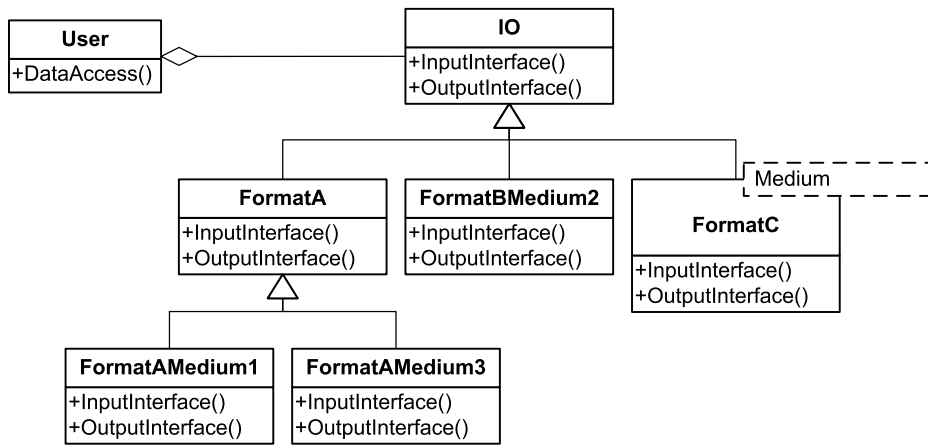 User
+DataAccess()
IO
+InputInterface()
+OutputInterface()
FormatA
+InputInterface()
+OutputInterface()
FormatBMedium2
+InputInterface()
+OutputInterface()
Medium
FormatC
+InputInterface()
+OutputInterface()
FormatAMedium1
+InputInterface()
+OutputInterface()
FormatAMedium3
+InputInterface()
+OutputInterface()